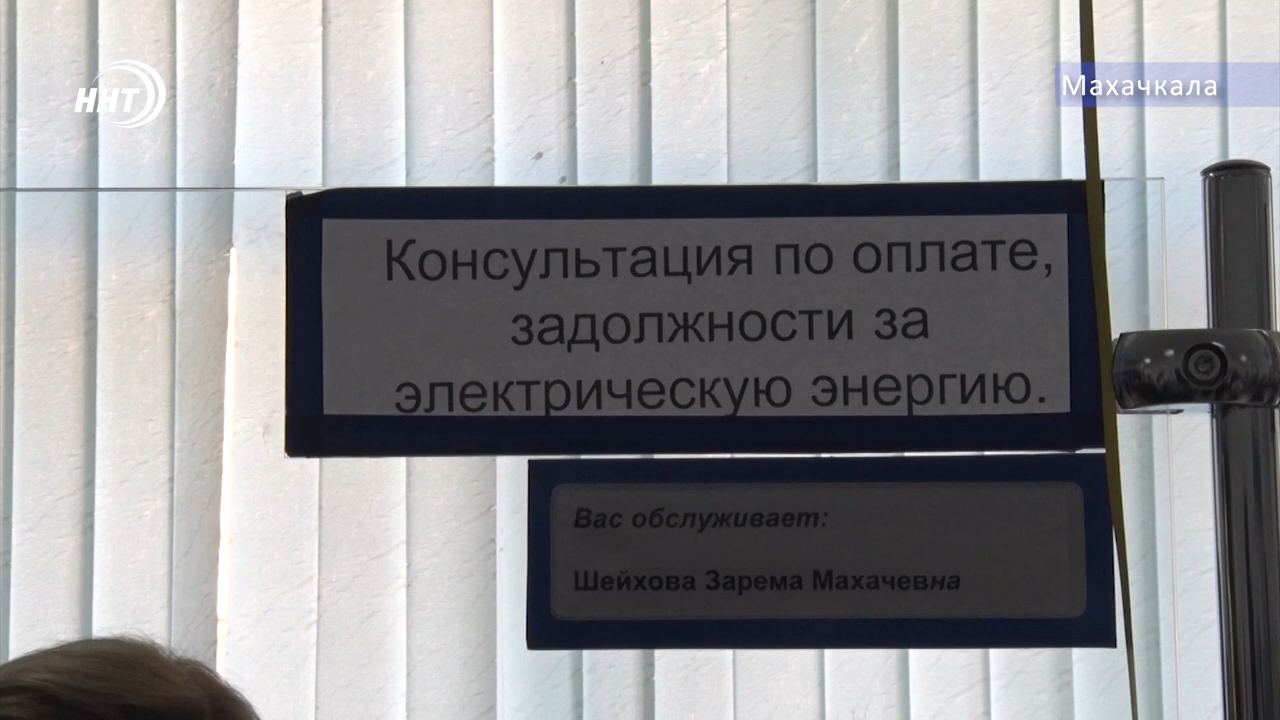 ННТ
Махачкала
Консультация по оплате,
задолжности за
электрическую энергию.
Вас обслуживает:
Шейхова Зарема Махачевна